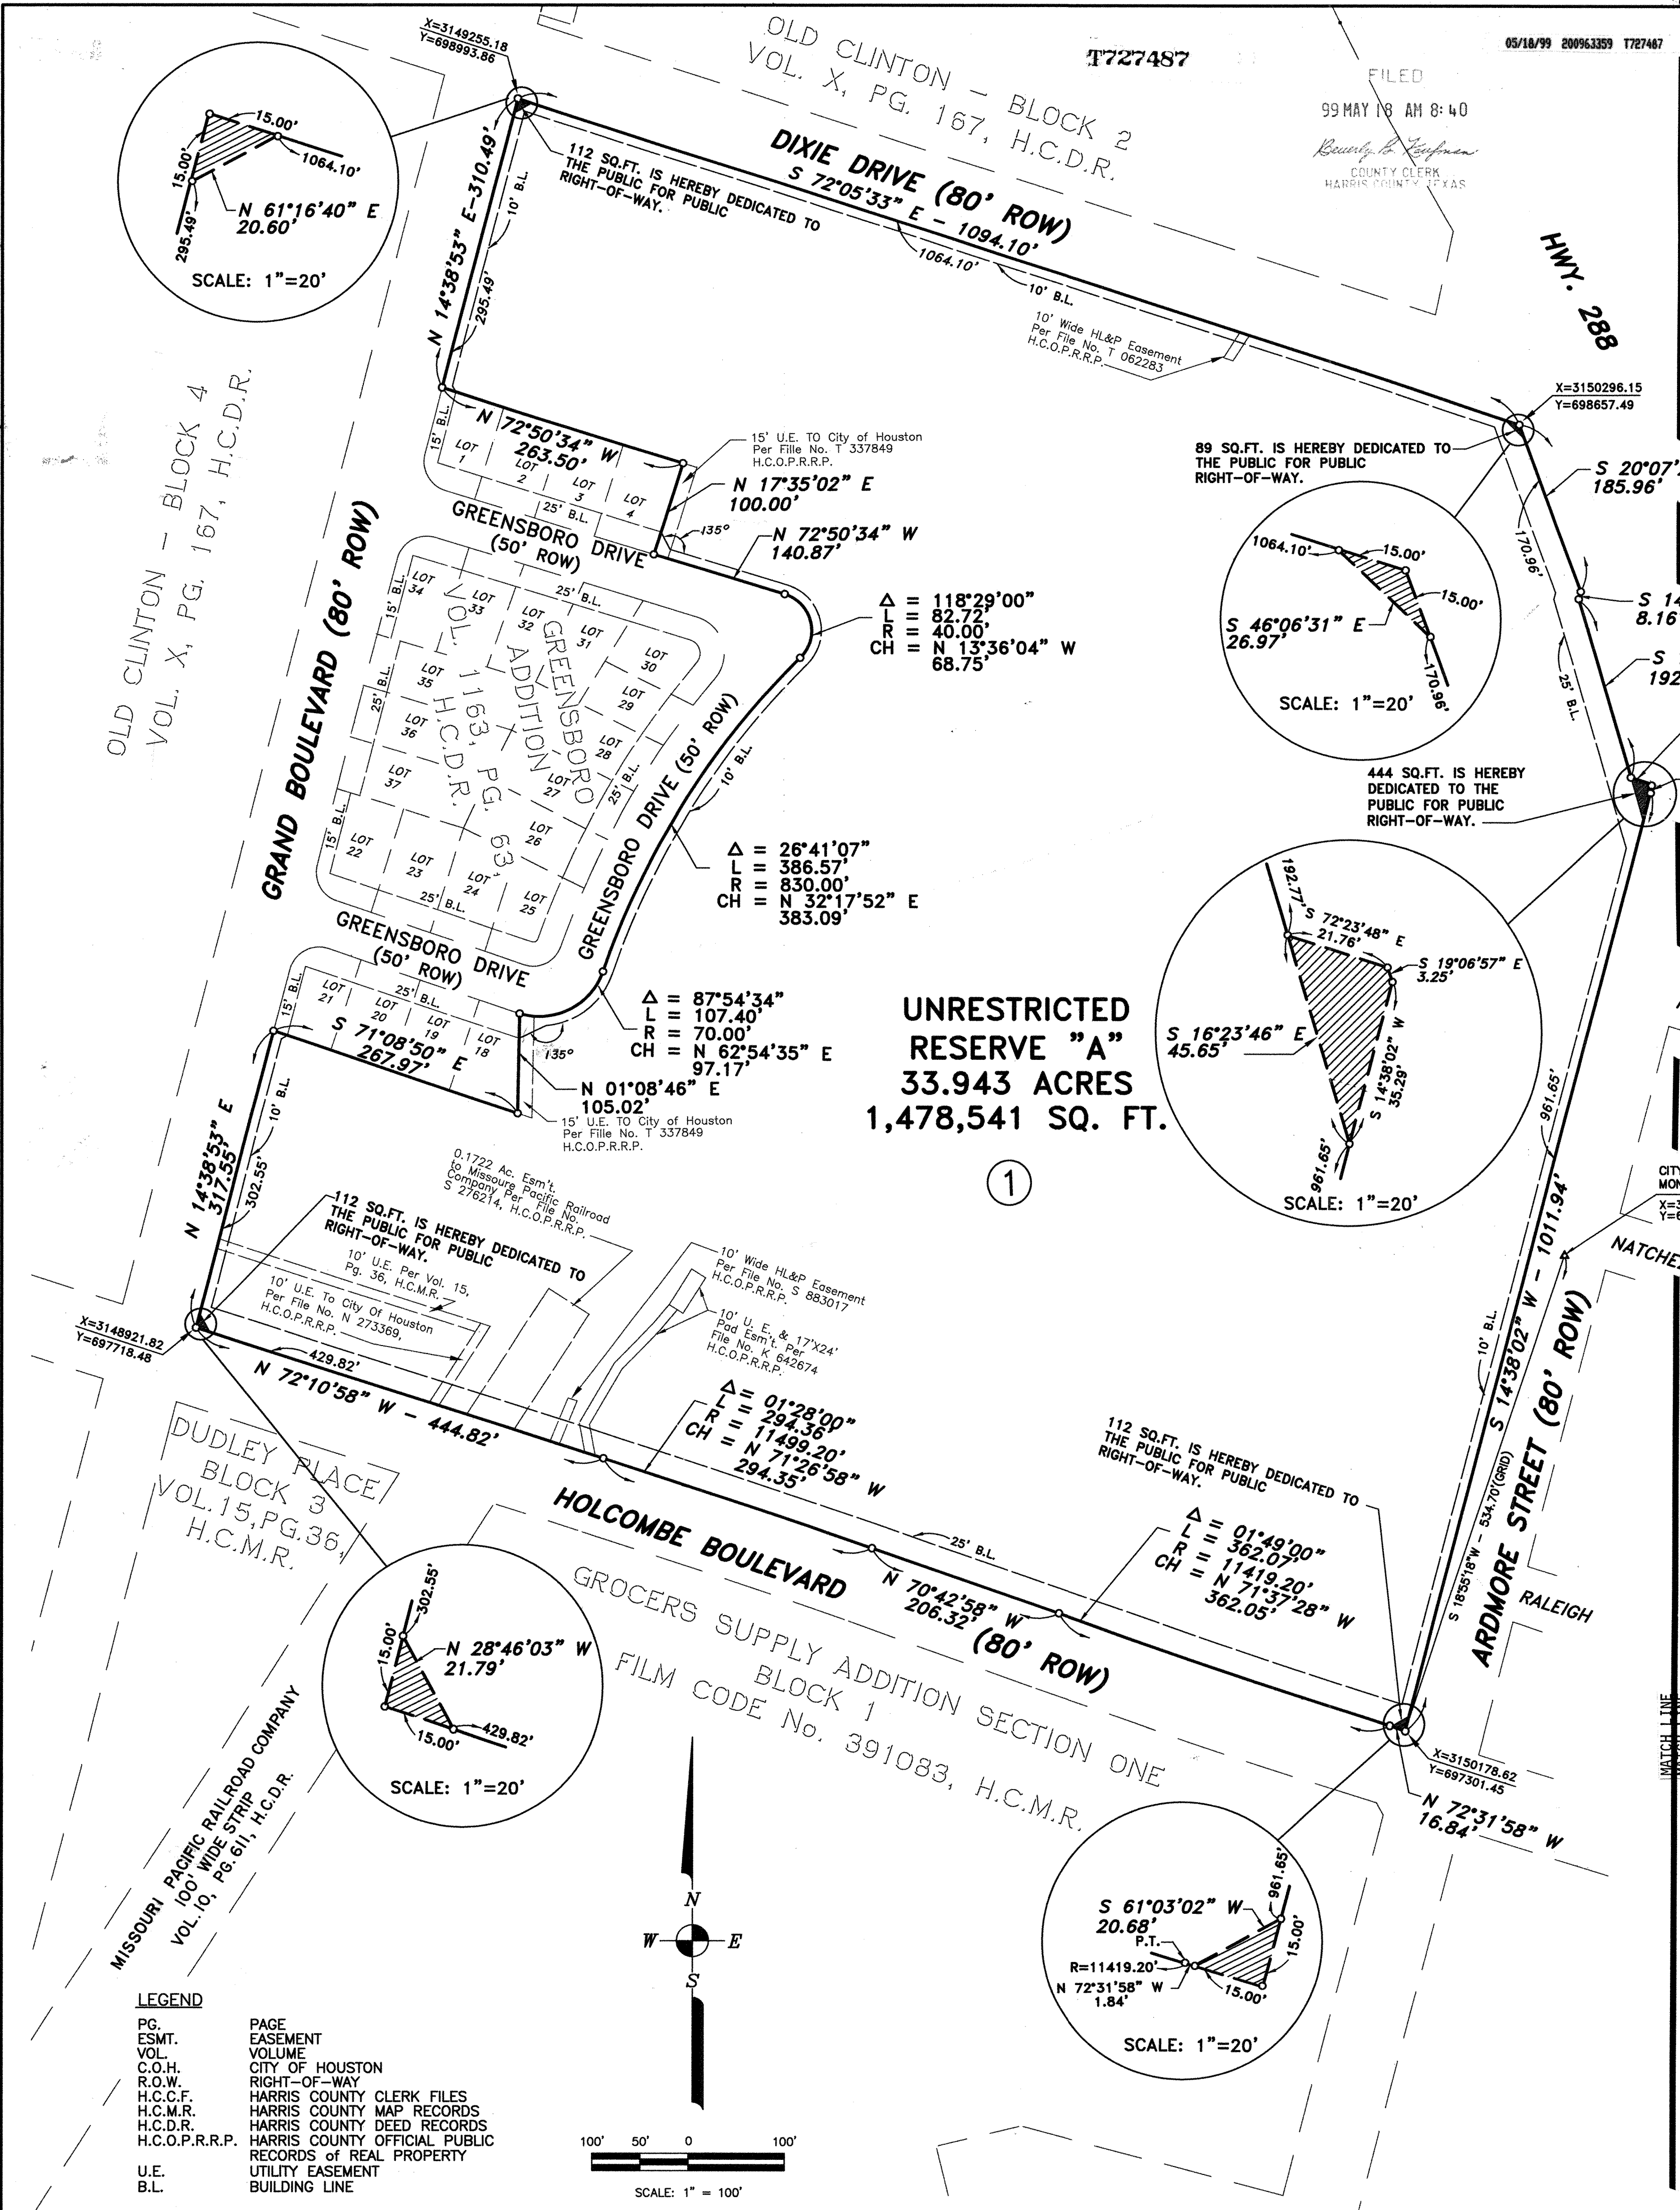 X=3149255.18
Y=698993.86
OLD CLINTON – BLOCK 2
VOL. X, PG. 167, H.C.D.R.
T727487
05/18/99 200963359 T727487
FILED
99 MAY 18 AM 8:40
Beverly B. Kaufman
COUNTY CLERK
HARRIS COUNTY TEXAS
15.00'
15.00'
1064.10'
N 61°16'40" E
20.60'
295.49'
SCALE: 1"=20'
N 14°38'53" E-310.49'
295.49'
10' B.L.
112 SQ.FT. IS HEREBY DEDICATED TO
THE PUBLIC FOR PUBLIC
RIGHT-OF-WAY.
DIXIE DRIVE (80' ROW)
S 72°05'33" E – 1094.10'
1064.10'
10' B.L.
10' Wide HL&P Easement
Per File No. T 062283
H.C.O.P.R.R.P.
HWY. 288
X=3150296.15
Y=698657.49
89 SQ.FT. IS HEREBY DEDICATED TO
THE PUBLIC FOR PUBLIC
RIGHT-OF-WAY.
S 20°07'
185.96'
170.96'
1064.10'
15.00'
15.00'
S 46°06'31" E
26.97'
170.96'
SCALE: 1"=20'
S 14
8.16
S
192
25' B.L.
OLD CLINTON – BLOCK 4
VOL. X, PG. 167, H.C.D.R.
GRAND BOULEVARD (80' ROW)
15' B.L.
N 72°50'34" W
263.50'
LOT
1
LOT
2
LOT
3
LOT
4
25' B.L.
15' U.E. TO City of Houston
Per Fille No. T 337849
H.C.O.P.R.R.P.
N 17°35'02" E
100.00'
135°
N 72°50'34" W
140.87'
GREENSBORO DRIVE
(50' ROW)
Δ = 118°29'00"
L = 82.72'
R = 40.00'
CH = N 13°36'04" W
68.75'
15' B.L.
25' B.L.
LOT
34
LOT
33
LOT
32
LOT
31
LOT
30
LOT
29
LOT
28
LOT
27
LOT
26
LOT
25
LOT
24
LOT
23
LOT
22
LOT
35
LOT
36
LOT
37
25' B.L.
15' B.L.
25' B.L.
25' B.L.
GREENSBORO
ADDITION
VOL. 1163, PG. 63,
H.C.D.R.
GREENSBORO DRIVE (50' ROW)
10' B.L.
Δ = 26°41'07"
L = 386.57'
R = 830.00'
CH = N 32°17'52" E
383.09'
444 SQ.FT. IS HEREBY
DEDICATED TO THE
PUBLIC FOR PUBLIC
RIGHT-OF-WAY.
192.77'
S 72°23'48" E
21.76'
S 19°06'57" E
3.25'
S 16°23'46" E
45.65'
S 14°38'02" W
35.29'
961.65'
SCALE: 1"=20'
GREENSBORO DRIVE
(50' ROW)
15' B.L.
LOT
21
LOT
20
LOT
19
LOT
18
25' B.L.
S 71°08'50" E
267.97'
Δ = 87°54'34"
L = 107.40'
R = 70.00'
CH = N 62°54'35" E
97.17'
135°
N 01°08'46" E
105.02'
15' U.E. TO City of Houston
Per Fille No. T 337849
H.C.O.P.R.R.P.
UNRESTRICTED
RESERVE "A"
33.943 ACRES
1,478,541 SQ. FT.
1
961.65'
S 14°38'02" W – 1011.94'
10' B.L.
CITY
MON
X=3
Y=6
NATCHE
ARDMORE STREET (80' ROW)
S 18°55'18"W – 534.70'(GRID)
RALEIGH
MATCH LINE
N 14°38'53" E
317.55'
302.55'
10' B.L.
0.1722 Ac. Esm't.
to Missoure Pacific Railroad
Company Per File No.
S 276214, H.C.O.P.R.R.P.
112 SQ.FT. IS HEREBY DEDICATED TO
THE PUBLIC FOR PUBLIC
RIGHT-OF-WAY.
10' U.E. Per Vol. 15,
Pg. 36, H.C.M.R.
10' U.E. To City Of Houston
Per File No. N 273369,
H.C.O.P.R.R.P.
10' Wide HL&P Easement
Per File No. S 883017
H.C.O.P.R.R.P.
10' U. E. & 17'X24'
Pad Esm't. Per
File No. K 642674
H.C.O.P.R.R.P.
X=3148921.82
Y=697718.48
429.82'
N 72°10'58" W – 444.82'
Δ = 01°28'00"
L = 294.36'
R = 11499.20'
CH = N 71°26'58" W
294.35'
112 SQ.FT. IS HEREBY DEDICATED TO
THE PUBLIC FOR PUBLIC
RIGHT-OF-WAY.
Δ = 01°49'00"
L = 362.07'
R = 11419.20'
CH = N 71°37'28" W
362.05'
25' B.L.
DUDLEY PLACE
BLOCK 3
VOL.15,PG.36,
H.C.M.R.
HOLCOMBE BOULEVARD
(80' ROW)
N 70°42'58" W
206.32'
GROCERS SUPPLY ADDITION SECTION ONE
BLOCK 1
FILM CODE No. 391083, H.C.M.R.
X=3150178.62
Y=697301.45
N 72°31'58" W
16.84'
302.55'
15.00'
N 28°46'03" W
21.79'
15.00'
429.82'
SCALE: 1"=20'
MISSOURI PACIFIC RAILROAD COMPANY
100' WIDE STRIP
VOL. 10, PG. 611, H.C.D.R.
N
W E
S
961.65'
S 61°03'02" W
20.68'
P.T.
R=11419.20'
N 72°31'58" W
1.84'
15.00'
15.00'
SCALE: 1"=20'
LEGEND
PG. PAGE
ESMT. EASEMENT
VOL. VOLUME
C.O.H. CITY OF HOUSTON
R.O.W. RIGHT-OF-WAY
H.C.C.F. HARRIS COUNTY CLERK FILES
H.C.M.R. HARRIS COUNTY MAP RECORDS
H.C.D.R. HARRIS COUNTY DEED RECORDS
H.C.O.P.R.R.P. HARRIS COUNTY OFFICIAL PUBLIC
RECORDS of REAL PROPERTY
U.E. UTILITY EASEMENT
B.L. BUILDING LINE
100' 50' 0 100'
SCALE: 1" = 100'